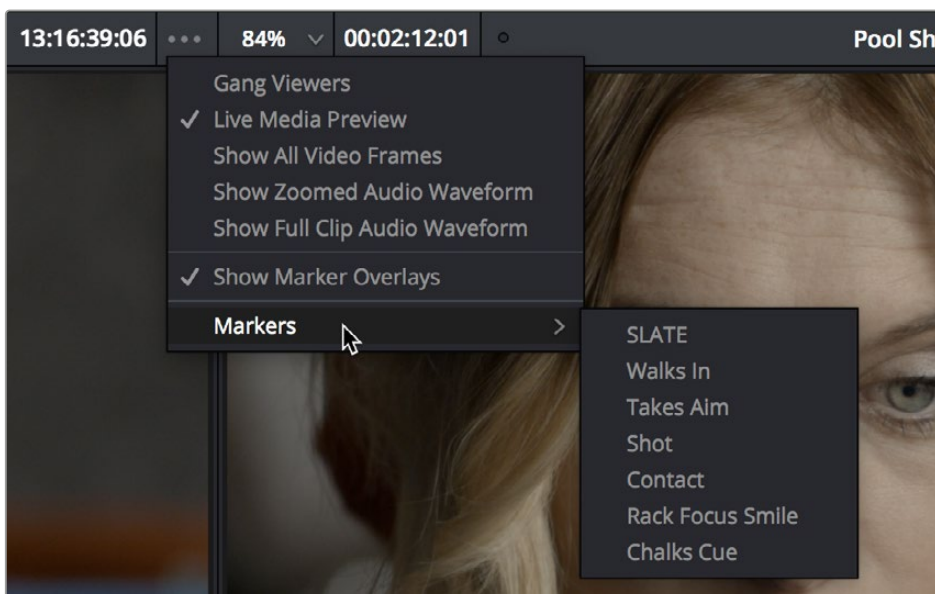 13:16:39:06 ••• 84% 00:02:12:01 Pool Sh
Gang Viewers
✓ Live Media Preview
Show All Video Frames
Show Zoomed Audio Waveform
Show Full Clip Audio Waveform
✓ Show Marker Overlays
Markers >
SLATE
Walks In
Takes Aim
Shot
Contact
Rack Focus Smile
Chalks Cue